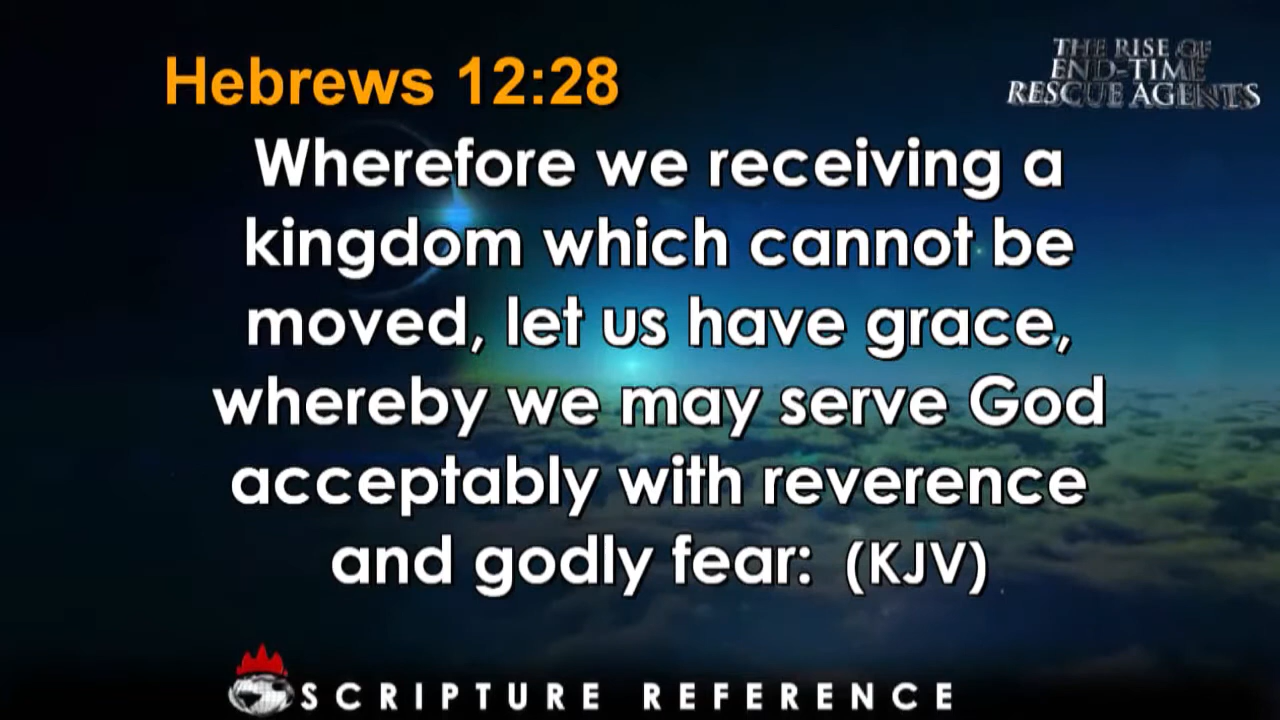 Hebrews 12:28
THE RISE OF
END-TIME
RESCUE AGENTS
Wherefore we receiving a
kingdom which cannot be
moved, let us have grace,
whereby we may serve God
acceptably with reverence
and godly fear: (KJV)
SCRIPTURE REFERENCE